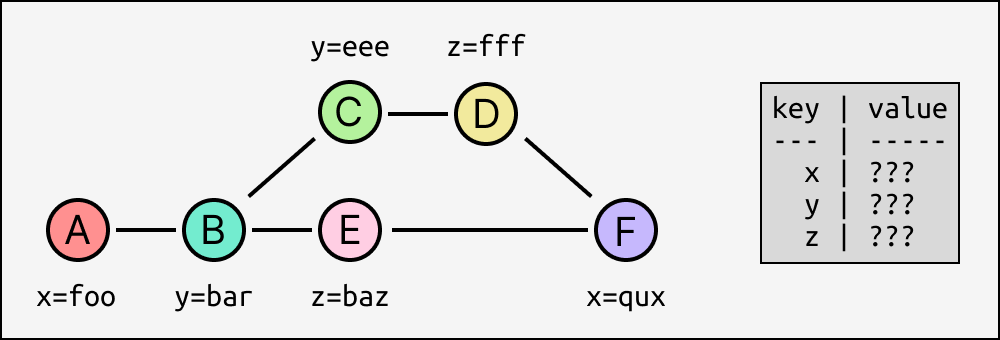 y=eee z=fff
C D
A B E F
x=foo y=bar z=baz x=qux
key | value
--- | -----
x | ???
y | ???
z | ???